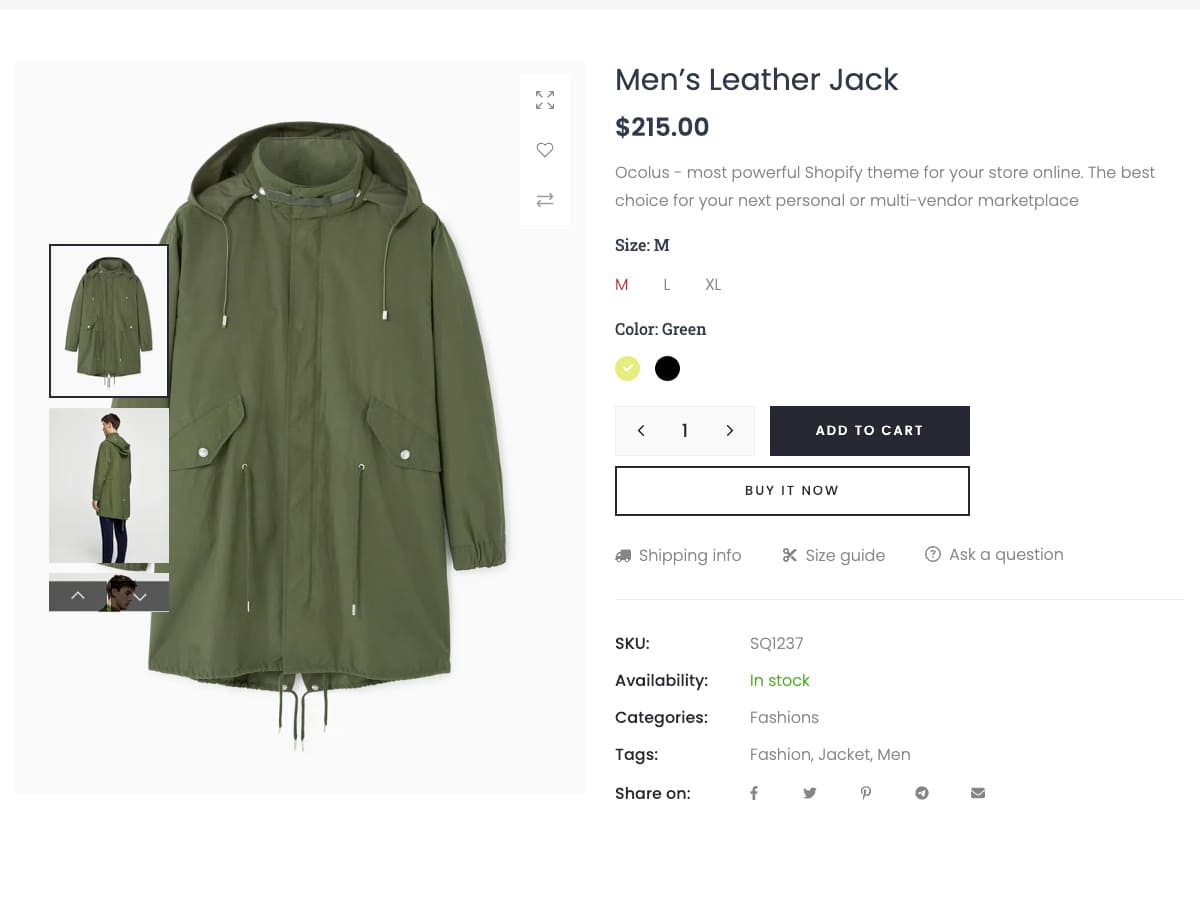 Men’s Leather Jack
$215.00
Ocolus - most powerful Shopify theme for your store online. The best
choice for your next personal or multi-vendor marketplace
Size: M
M L XL
Color: Green
1 ADD TO CART
BUY IT NOW
Shipping info Size guide Ask a question
SKU: SQ1237
Availability: In stock
Categories: Fashions
Tags: Fashion, Jacket, Men
Share on: